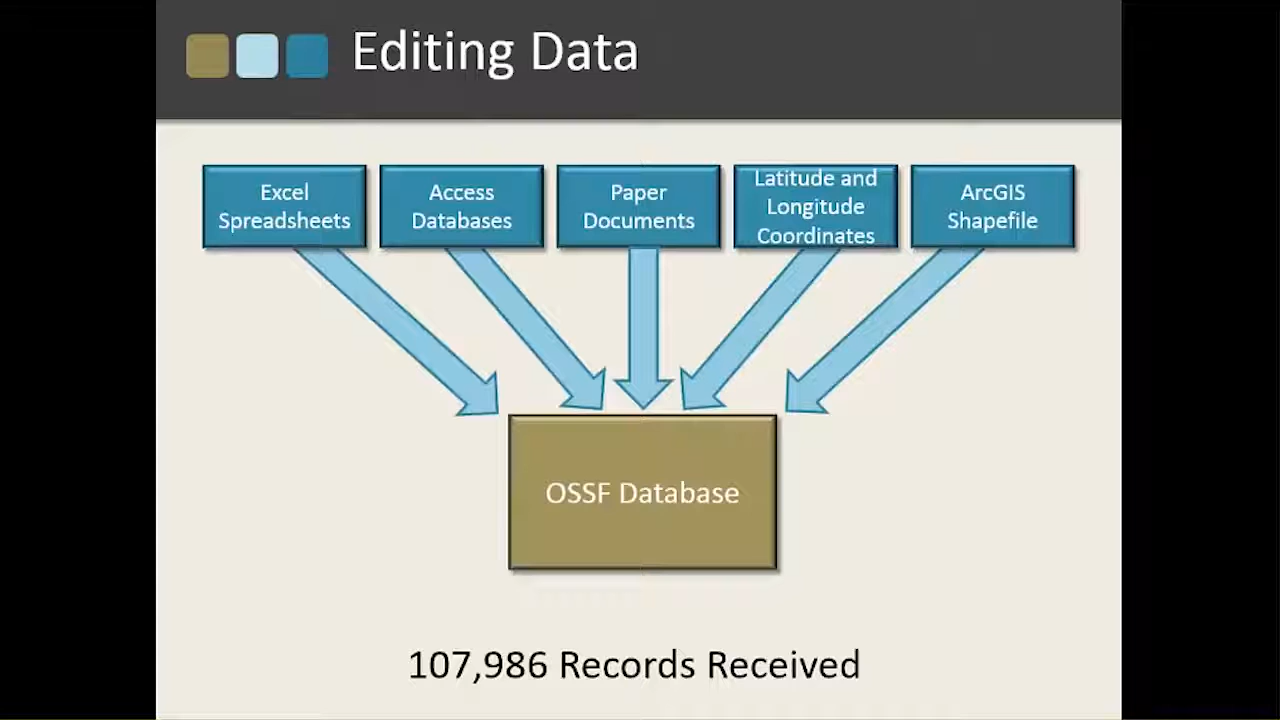 Editing Data
Excel
Spreadsheets
Access
Databases
Paper
Documents
Latitude and
Longitude
Coordinates
ArcGIS
Shapefile
OSSF Database
107,986 Records Received